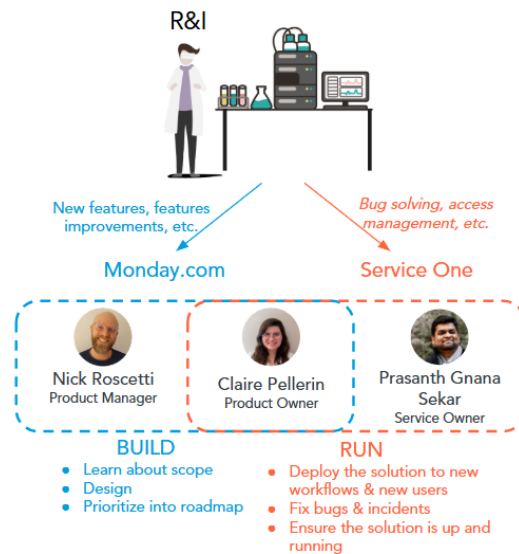 R&I
New features, features
improvements, etc.
Bug solving, access
management, etc.
Monday.com
Service One
Nick Roscetti
Product Manager
Claire Pellerin
Product Owner
Prasanth Gnana
Sekar
Service Owner
BUILD
• Learn about scope
• Design
• Prioritize into roadmap
RUN
• Deploy the solution to new
workflows & new users
• Fix bugs & incidents
• Ensure the solution is up and
running